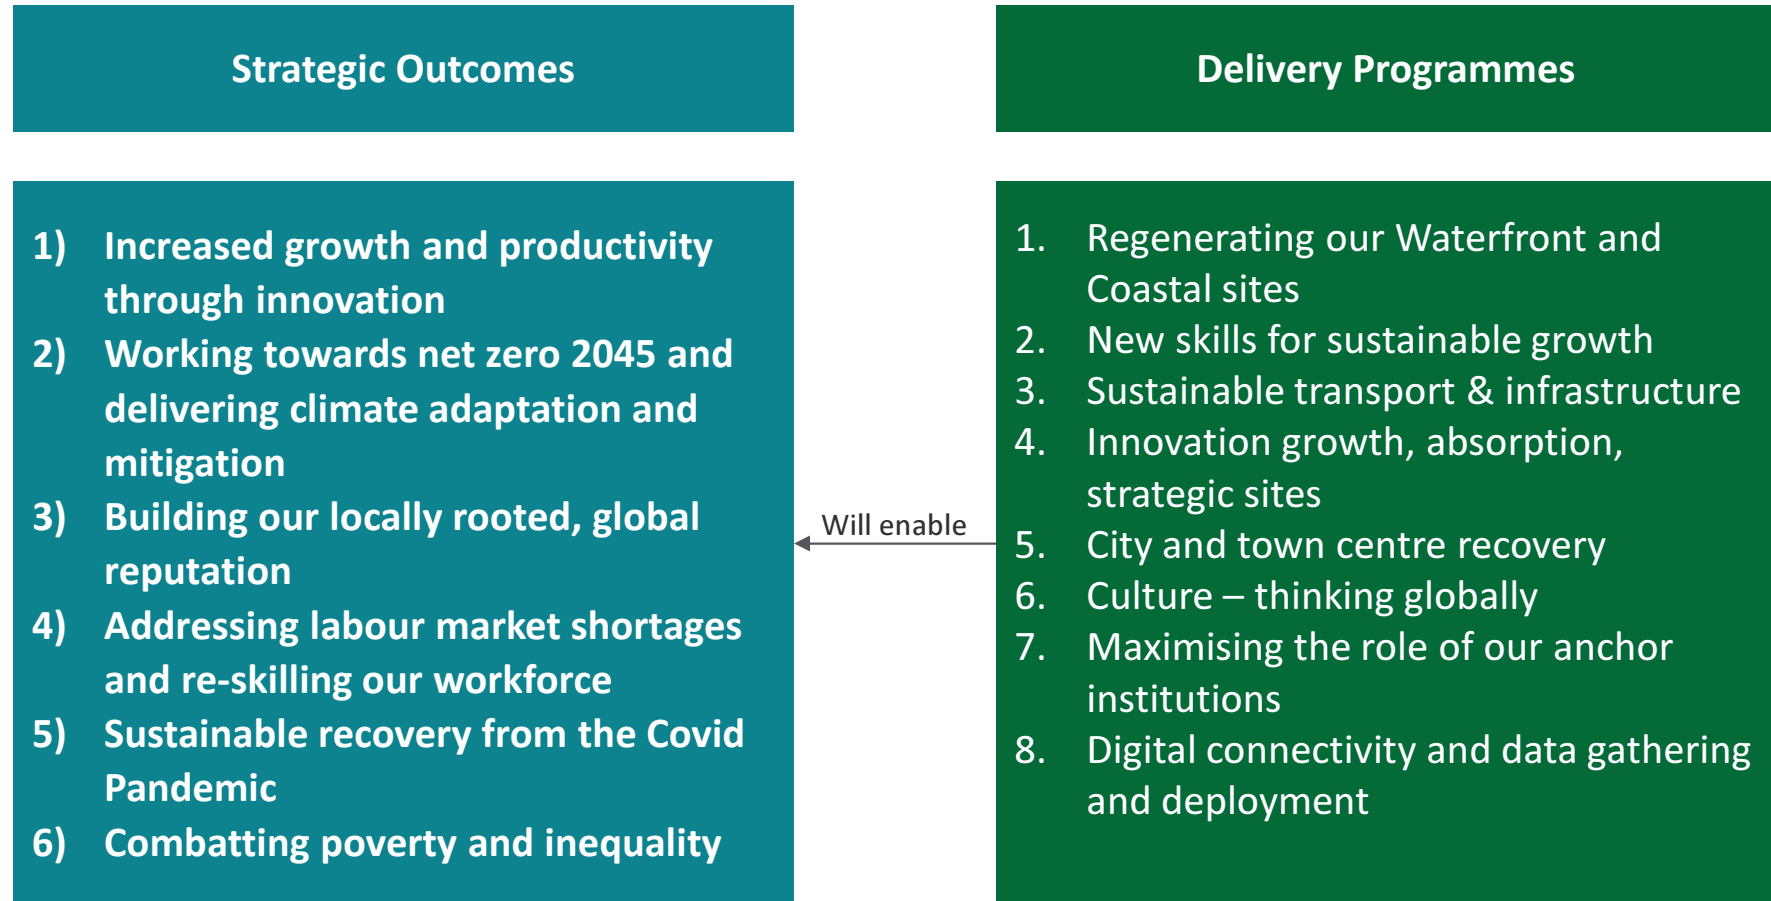 Strategic Outcomes
Delivery Programmes
1) Increased growth and productivity
through innovation
2) Working towards net zero 2045 and
delivering climate adaptation and
mitigation
3) Building our locally rooted, global
reputation
4) Addressing labour market shortages
and re-skilling our workforce
5) Sustainable recovery from the Covid
Pandemic
6) Combatting poverty and inequality
Will enable
1. Regenerating our Waterfront and
Coastal sites
2. New skills for sustainable growth
3. Sustainable transport & infrastructure
4. Innovation growth, absorption,
strategic sites
5. City and town centre recovery
6. Culture – thinking globally
7. Maximising the role of our anchor
institutions
8. Digital connectivity and data gathering
and deployment